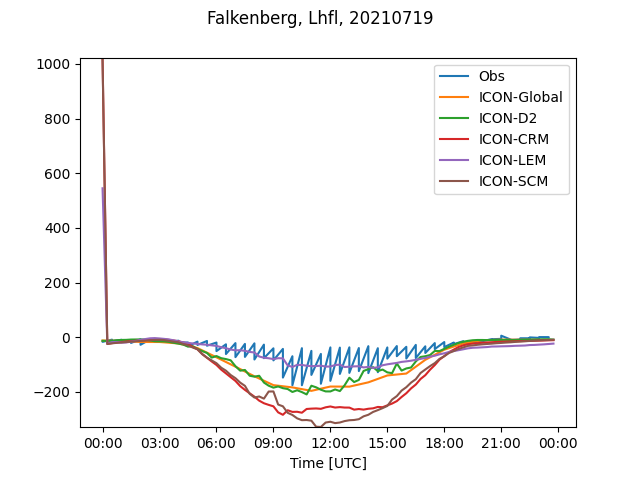 Falkenberg, Lhfl, 20210719
1000
800
600
400
200
0
−200
Obs
ICON-Global
ICON-D2
ICON-CRM
ICON-LEM
ICON-SCM
00:00 03:00 06:00 09:00 12:00 15:00 18:00 21:00 00:00
Time [UTC]